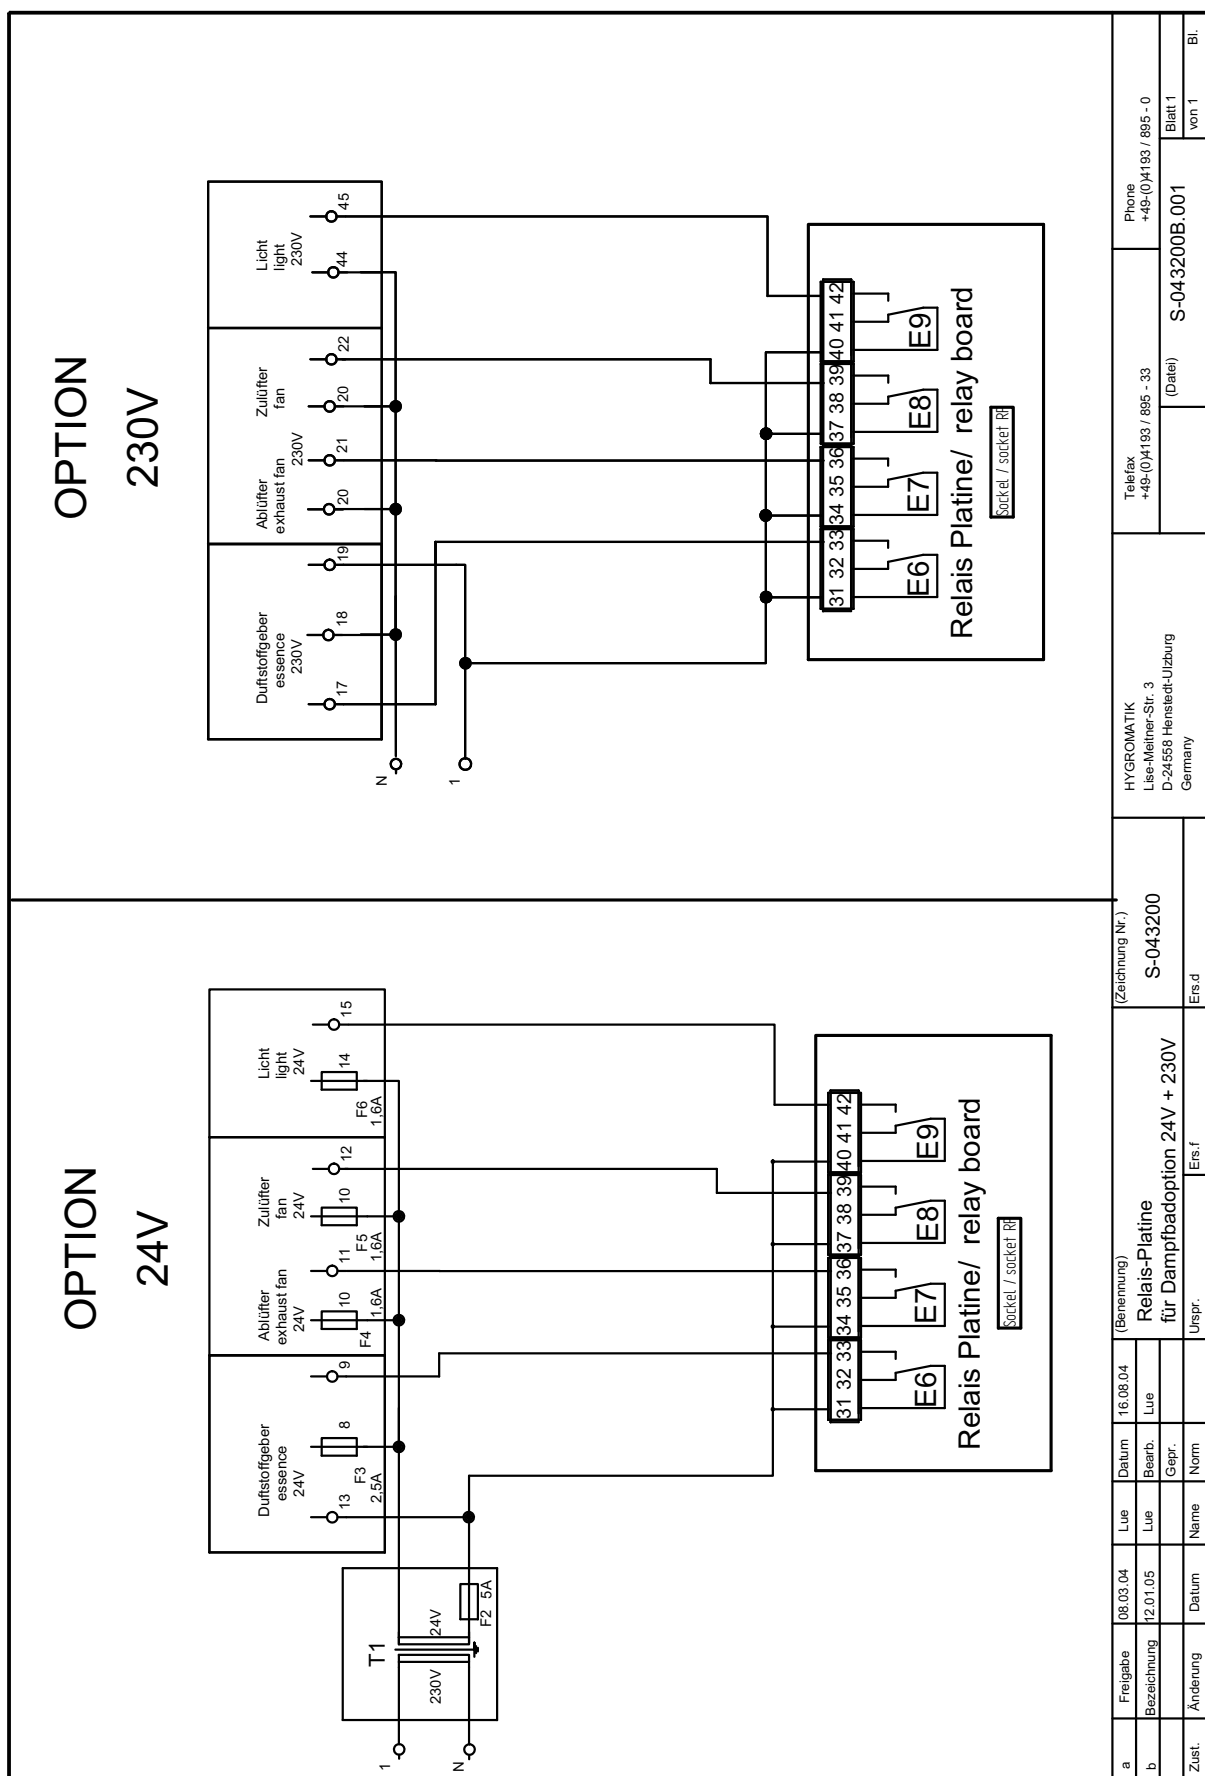 OPTION
24V
Duftstoffgeber
essence
24V
Ablüfter
exhaust fan
24V
Zulüfter
fan
24V
Licht
light
24V
13
8
9
10
11
10
12
14
15
F3
2,5A
F4
1,6A
F5
1,6A
F6
1,6A
T1
230V
24V
F2 5A
1
N
31 32 33 34 35 36 37 38 39 40 41 42
E6
E7
E8
E9
Relais Platine/ relay board
Sockel / socket RP
OPTION
230V
Duftstoffgeber
essence
230V
Ablüfter
exhaust fan
230V
Zulüfter
fan
Licht
light
230V
17
18
19
20
21
20
22
44
45
N
1
31 32 33 34 35 36 37 38 39 40 41 42
E6
E7
E8
E9
Relais Platine/ relay board
Sockel / socket RP
a Freigabe 08.03.04 Lue Datum 16.08.04
b Bezeichnung 12.01.05 Lue Bearb. Lue
Gepr.
Zust. Änderung Datum Name Norm
(Benennung)
Relais-Platine
für Dampfbadoption 24V + 230V
Urspr. Ers.f Ers.d
(Zeichnung Nr.)
S-043200
HYGROMATIK
Lise-Meitner-Str. 3
D-24558 Henstedt-Ulzburg
Germany
Telefax
+49-(0)4193 / 895 - 33
Phone
+49-(0)4193 / 895 - 0
(Datei)
S-043200B.001
Blatt 1
von 1 Bl.